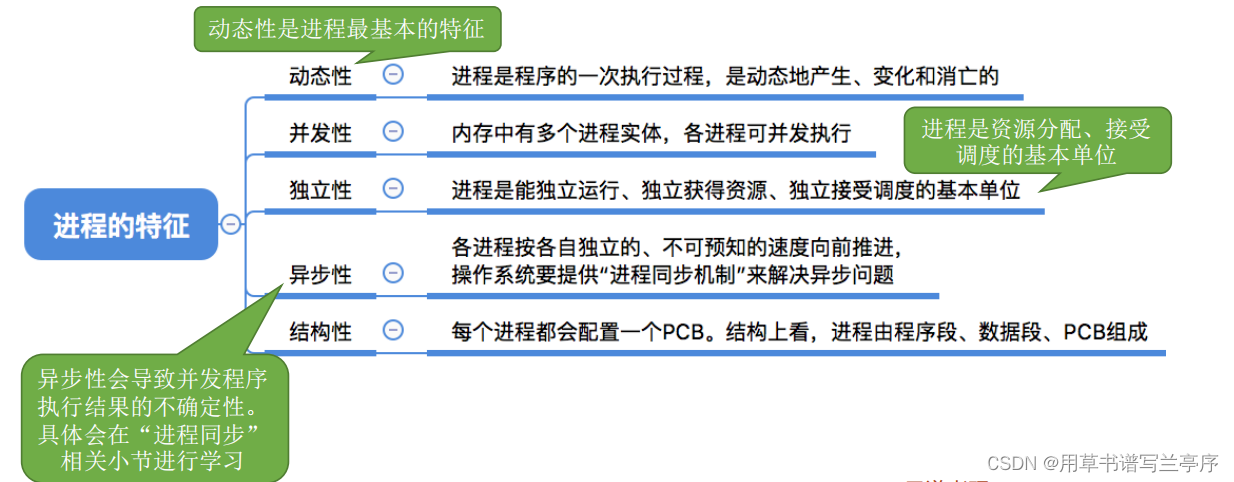 动态性是进程最基本的特征
动态性
进程是程序的一次执行过程，是动态地产生、变化和消亡的
并发性
内存中有多个进程实体，各进程可并发执行
进程是资源分配、接受
调度的基本单位
独立性
进程是能独立运行、独立获得资源、独立接受调度的基本单位
进程的特征
异步性
各进程按各自独立的、不可预知的速度向前推进，
操作系统要提供“进程同步机制”来解决异步问题
结构性
每个进程都会配置一个PCB。结构上看，进程由程序段、数据段、PCB组成
异步性会导致并发程序
执行结果的不确定性。
具体会在“进程同步”
相关小节进行学习
CSDN @用草书谱写兰亭序